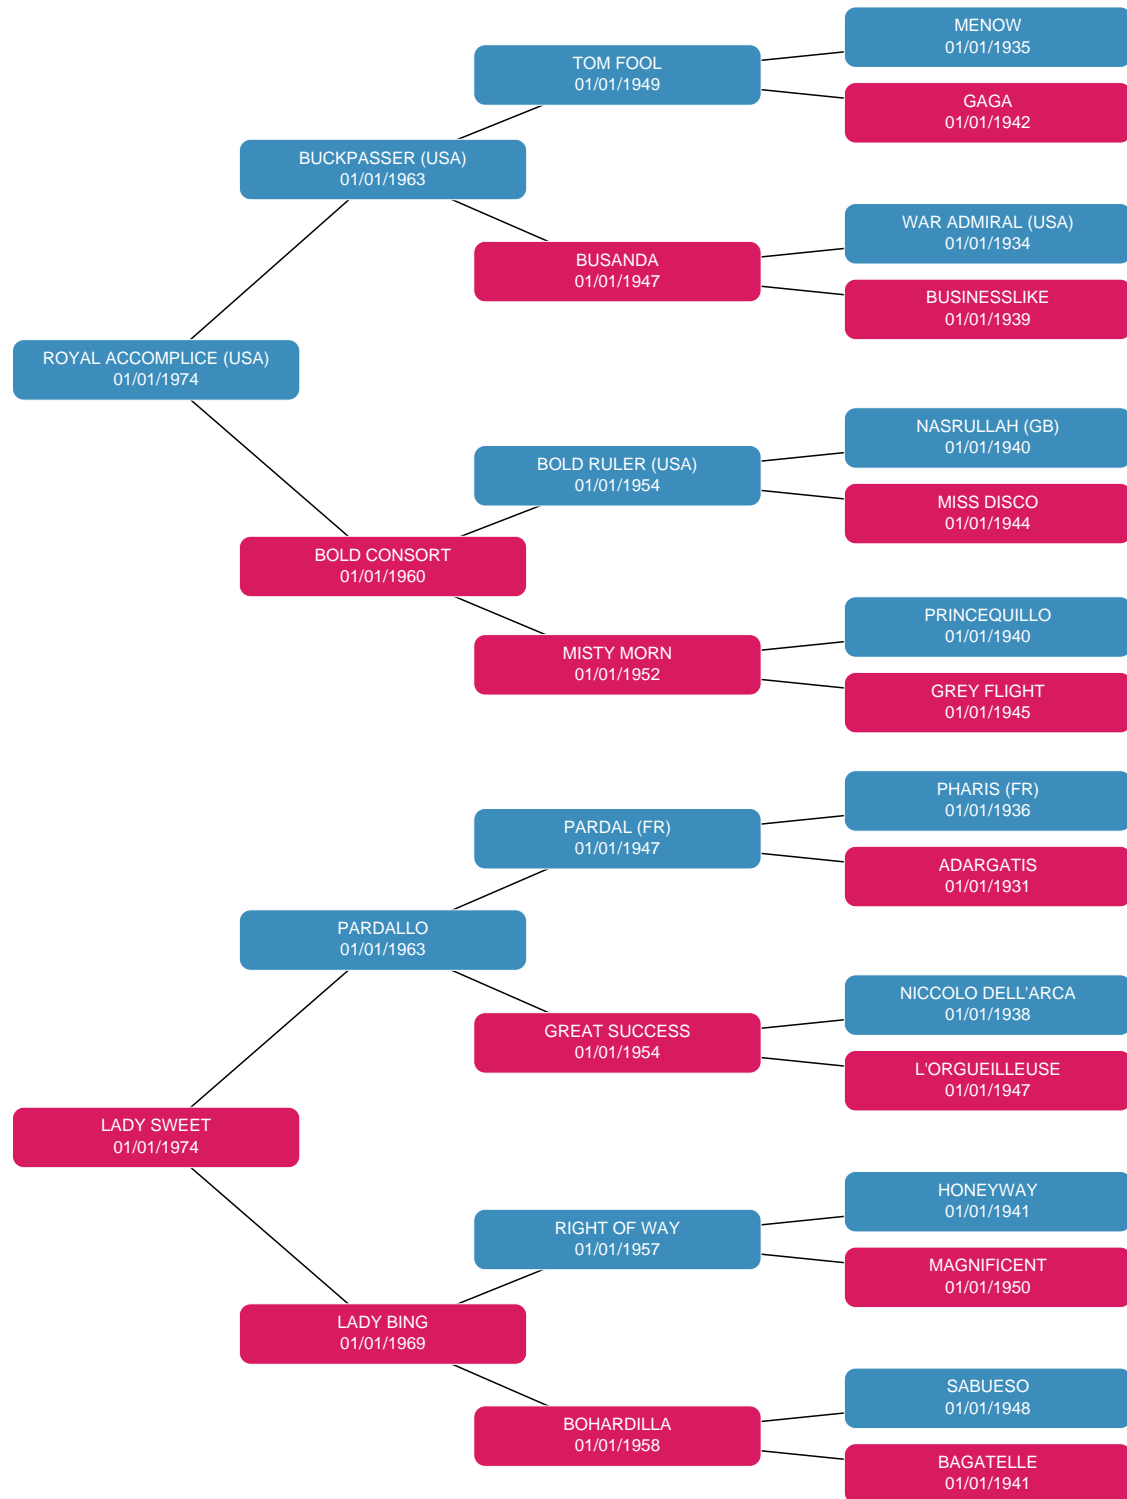 MENOW
01/01/1935
TOM FOOL
01/01/1949
GAGA
01/01/1942
BUCKPASSER (USA)
01/01/1963
WAR ADMIRAL (USA)
01/01/1934
BUSANDA
01/01/1947
BUSINESSLIKE
01/01/1939
ROYAL ACCOMPLICE (USA)
01/01/1974
NASRULLAH (GB)
01/01/1940
BOLD RULER (USA)
01/01/1954
MISS DISCO
01/01/1944
BOLD CONSORT
01/01/1960
PRINCEQUILLO
01/01/1940
MISTY MORN
01/01/1952
GREY FLIGHT
01/01/1945
PHARIS (FR)
01/01/1936
PARDAL (FR)
01/01/1947
ADARGATIS
01/01/1931
PARDALLO
01/01/1963
NICCOLO DELL'ARCA
01/01/1938
GREAT SUCCESS
01/01/1954
L'ORGUEILLEUSE
01/01/1947
LADY SWEET
01/01/1974
HONEYWAY
01/01/1941
RIGHT OF WAY
01/01/1957
MAGNIFICENT
01/01/1950
LADY BING
01/01/1969
SABUESO
01/01/1948
BOHARDILLA
01/01/1958
BAGATELLE
01/01/1941